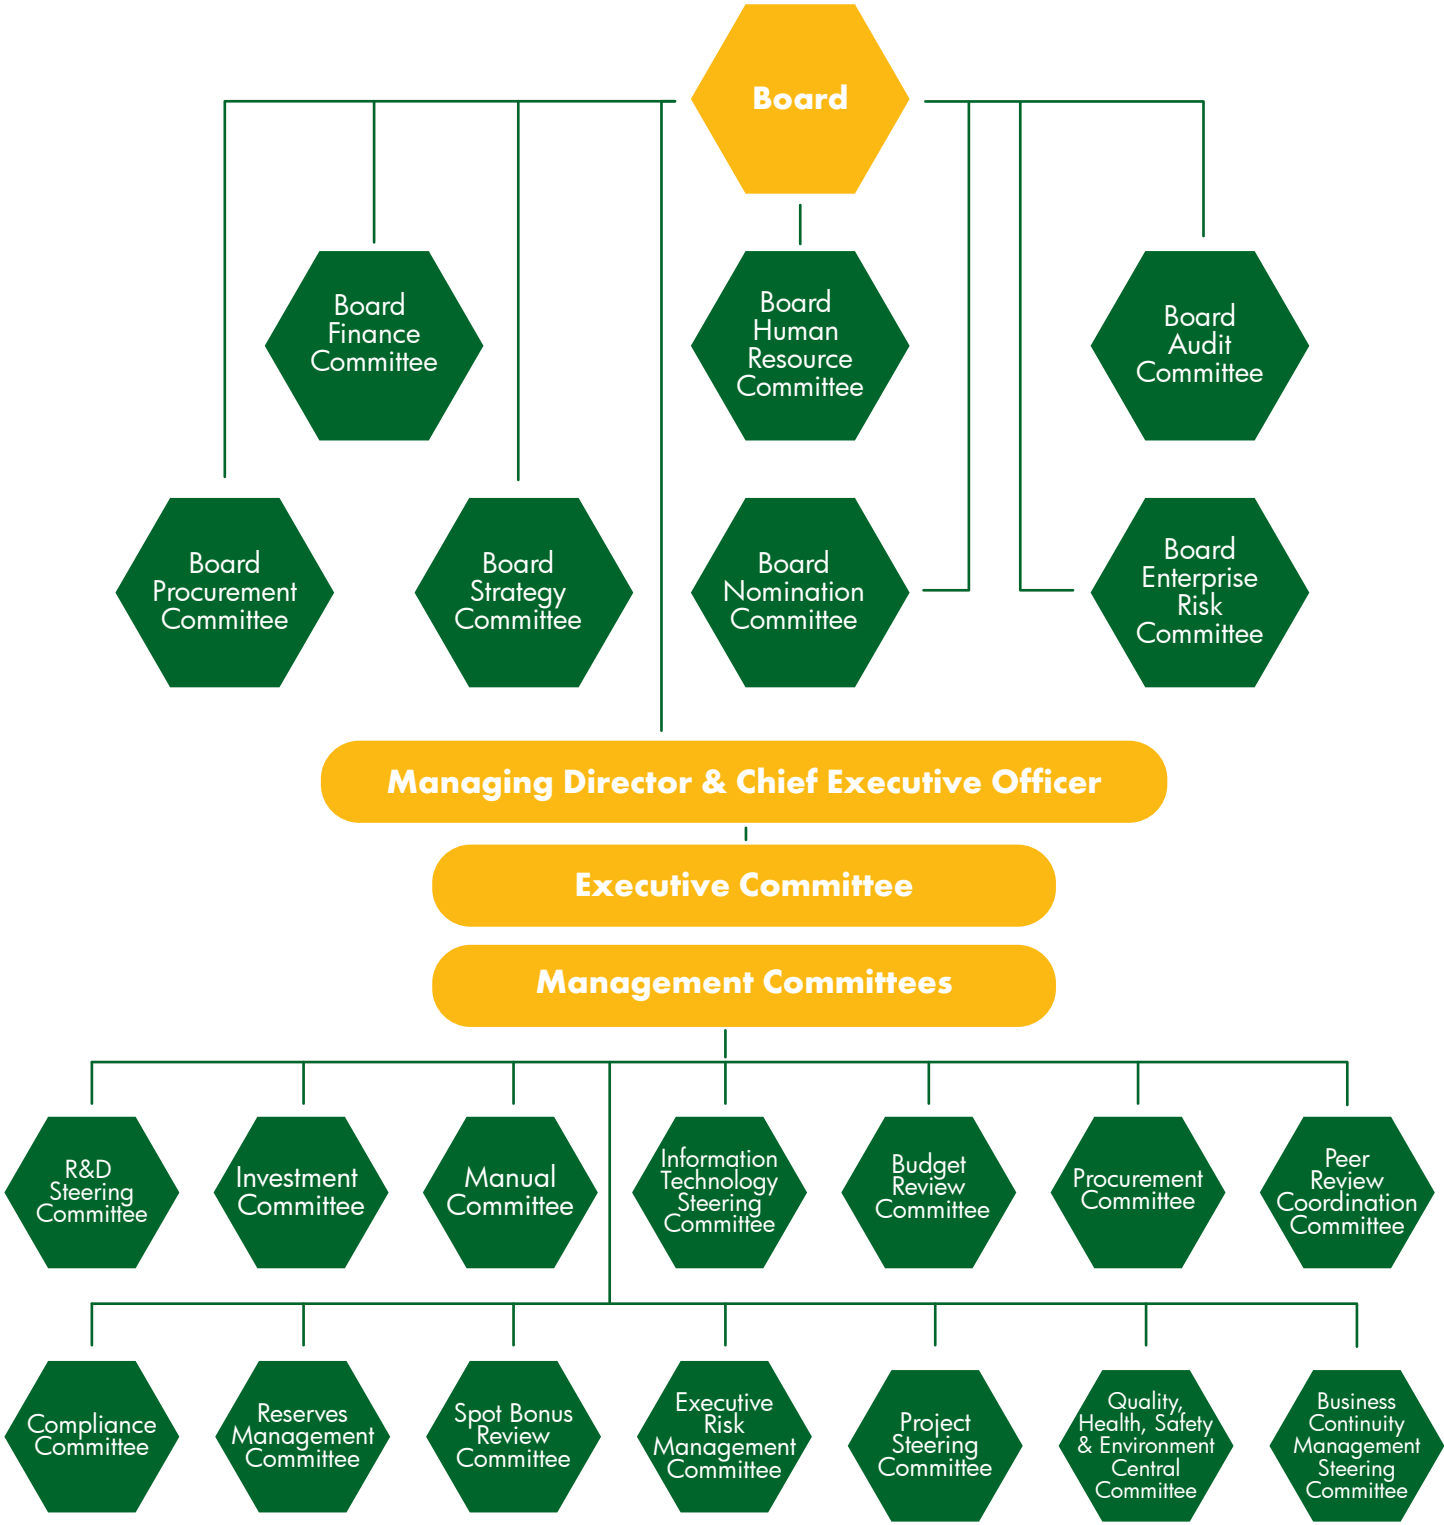 Board
Board
Finance
Committee
Board
Human
Resource
Committee
Board
Audit
Committee
Board
Procurement
Committee
Board
Strategy
Committee
Board
Nomination
Committee
Board
Enterprise
Risk
Committee
Managing Director & Chief Executive Officer
Executive Committee
Management Committees
R&D
Steering
Committee
Investment
Committee
Manual
Committee
Information
Technology
Steering
Committee
Budget
Review
Committee
Procurement
Committee
Peer
Review
Coordination
Committee
Compliance
Committee
Reserves
Management
Committee
Spot Bonus
Review
Committee
Executive
Risk
Management
Committee
Project
Steering
Committee
Quality,
Health, Safety
& Environment
Central
Committee
Business
Continuity
Management
Steering
Committee